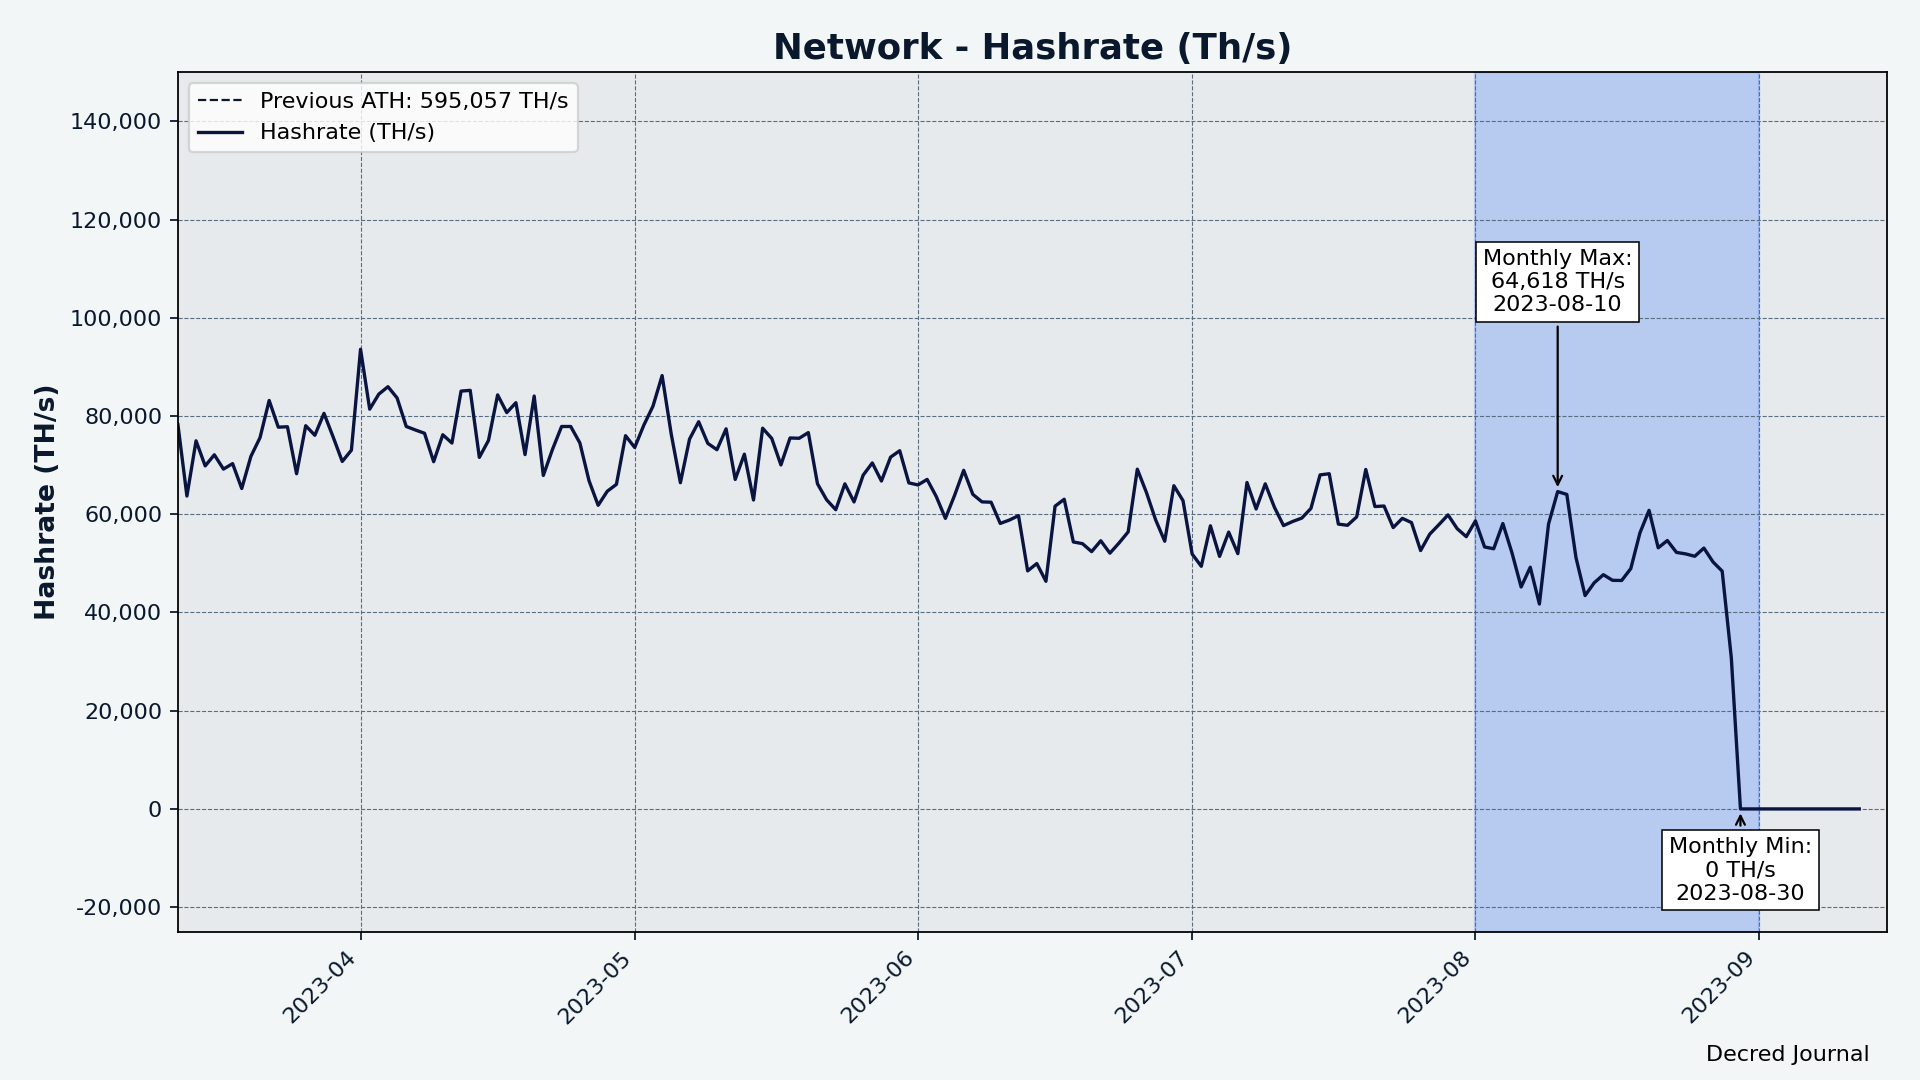 Network - Hashrate (Th/s)
Previous ATH: 595,057 TH/s
Hashrate (TH/s)
Hashrate (TH/s)
140,000
120,000
100,000
80,000
60,000
40,000
20,000
0
-20,000
Monthly Max:
64,618 TH/s
2023-08-10
Monthly Min:
0 TH/s
2023-08-30
2023-04
2023-05
2023-06
2023-07
2023-08
2023-09
Decred Journal